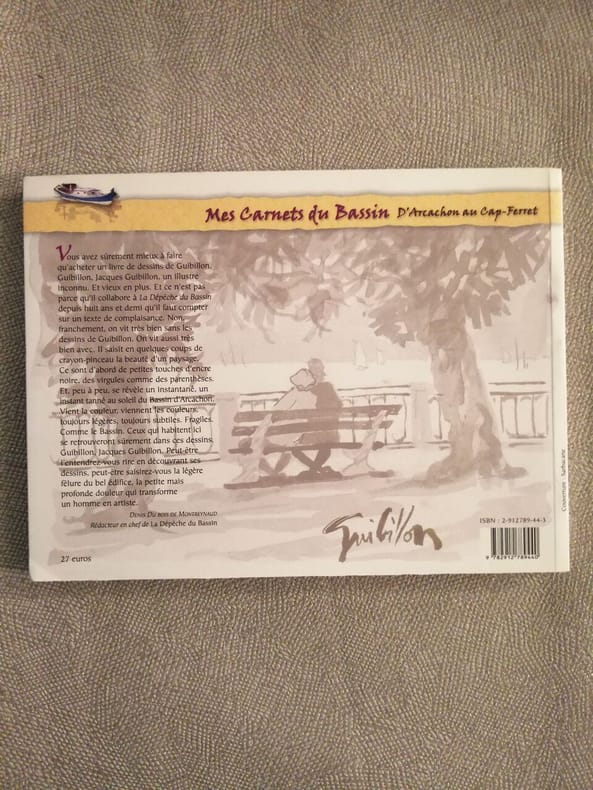 Mes Carnets du Bassin D'Arcachon au Cap-Ferret
Vous avez sûrement mieux à faire
qu'acheter un livre de dessins de Guibillon.
Guibillon, Jacques Guibillon, un illustre
inconnu. Et vieux en plus. Et ce n'est pas
parce qu'il collabore à La Dépêche du Bassin
depuis huit ans et demi qu'il faut compter
sur un texte de complaisance. Non,
franchement, on vit très bien sans les
dessins de Guibillon. On vit aussi très
bien avec. Il saisit en quelques coups de
crayon-pinceau la beauté d'un paysage.
Ce sont d'abord de petites touches d'encre
noire, des virgules comme des parenthèses.
Et, peu à peu, se révèle un instantané, un
instant tanné au soleil du Bassin d'Arcachon.
Vient la couleur, viennent les couleurs,
toujours légères, toujours subtiles. Fragiles.
Comme le Bassin. Ceux qui habitent ici
se retrouveront sûrement dans ces dessins.
Guibillon, Jacques Guibillon. Peut-être
l'entendrez-vous rire en découvrant ses
dessins, peut-être saisirez-vous la légère
fêlure du bel édifice, la petite mais
profonde douleur qui transforme
un homme en artiste.
Denis Du bois de Montreynaud
Rédacteur en chef de La Dépêche du Bassin
27 euros
Guibillon
ISBN : 2-912789-44-3
9 782912 789440
Couverture :